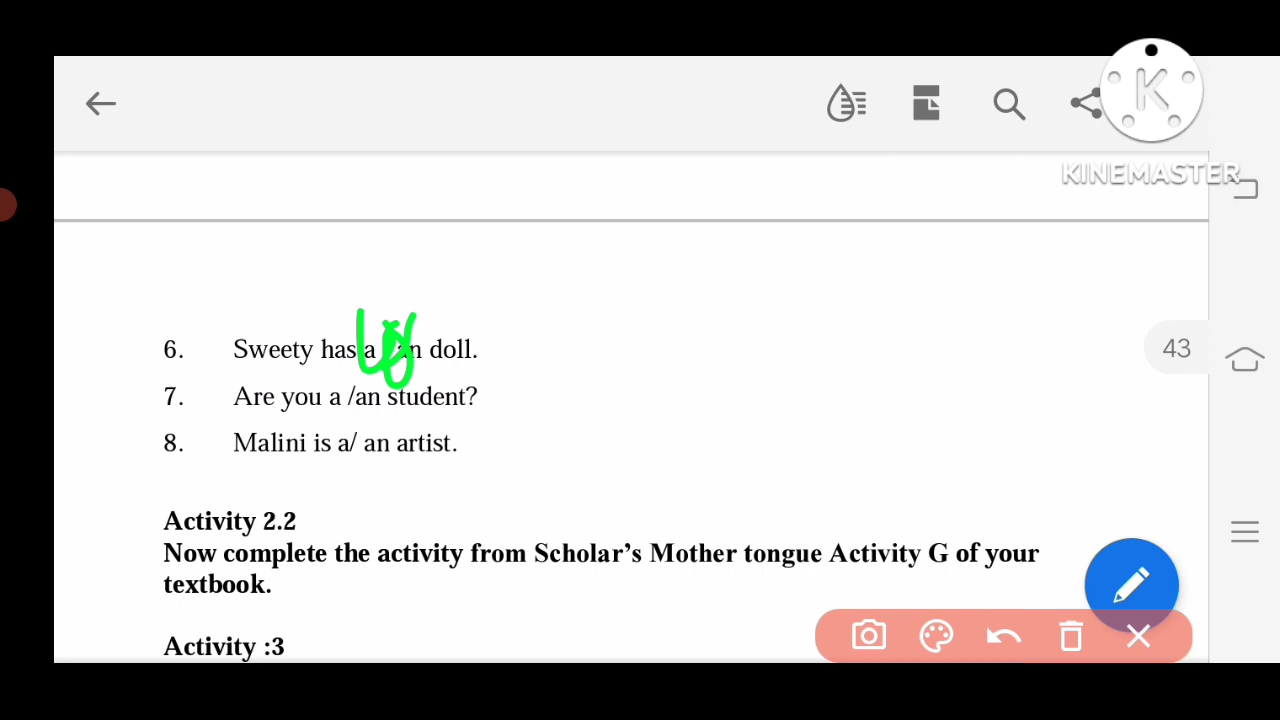 K
KINEMASTER
43
6. Sweety has a an doll.
7. Are you a /an student?
8. Malini is a/ an artist.
Activity 2.2
Now complete the activity from Scholar’s Mother tongue Activity G of your
textbook.
Activity :3